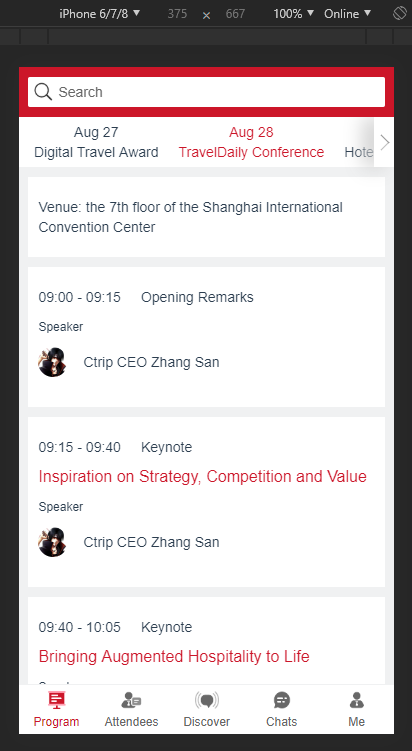 iPhone 6/7/8 ▼ 375 × 667 100% ▼ Online ▼
Search
Aug 27 Aug 28
Digital Travel Award TravelDaily Conference Hote
Venue: the 7th floor of the Shanghai International
Convention Center
09:00 - 09:15 Opening Remarks
Speaker
Ctrip CEO Zhang San
09:15 - 09:40 Keynote
Inspiration on Strategy, Competition and Value
Speaker
Ctrip CEO Zhang San
09:40 - 10:05 Keynote
Bringing Augmented Hospitality to Life
Program Attendees Discover Chats Me